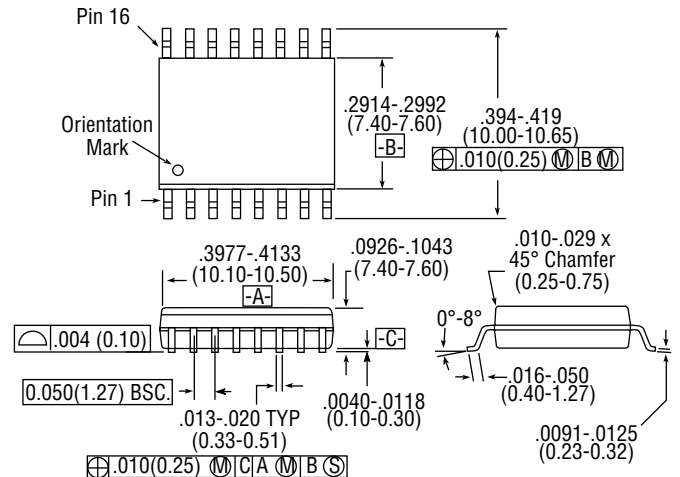 Pin 16
Orientation
Mark
Pin 1
.2914-.2992
(7.40-7.60)
-B-
.394-.419
(10.00-10.65)
⌖ .010(0.25) Ⓜ B Ⓜ
.3977-.4133
(10.10-10.50)
-A-
.0926-.1043
(7.40-7.60)
.010-.029 x
45° Chamfer
(0.25-0.75)
⌓ .004 (0.10)
-C-
0°-8°
0.050(1.27) BSC.
.013-.020 TYP
(0.33-0.51)
.0040-.0118
(0.10-0.30)
.016-.050
(0.40-1.27)
.0091-.0125
(0.23-0.32)
⌖ .010(0.25) Ⓜ C A Ⓜ B Ⓢ